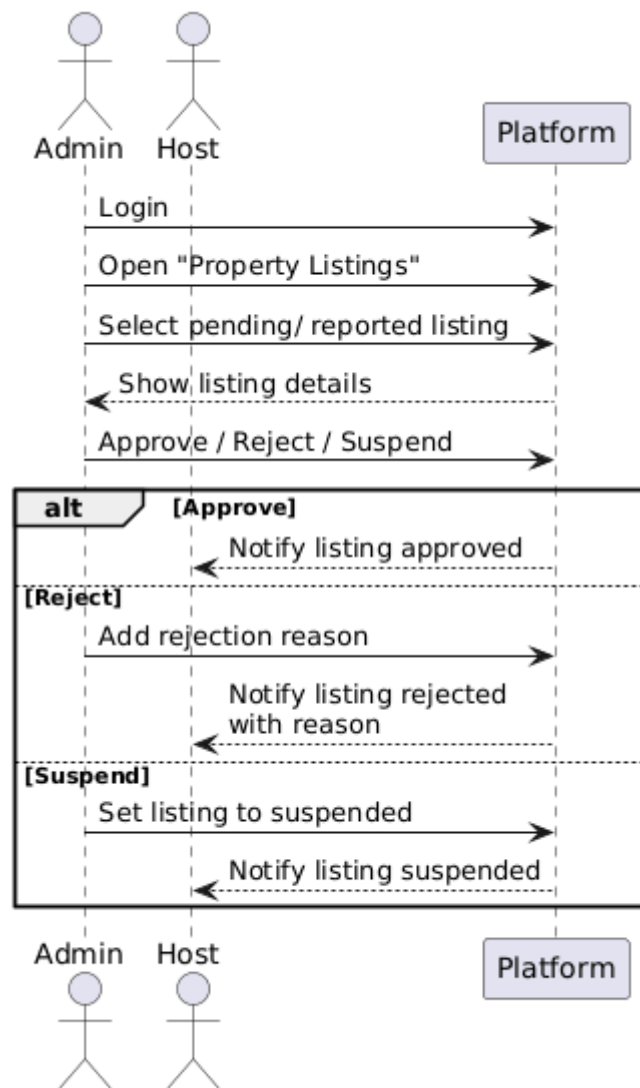 Admin Host
Platform
Login
Open "Property Listings"
Select pending/ reported listing
Show listing details
Approve / Reject / Suspend
alt [Approve]
Notify listing approved
[Reject]
Add rejection reason
Notify listing rejected
with reason
[Suspend]
Set listing to suspended
Notify listing suspended
Admin Host
Platform